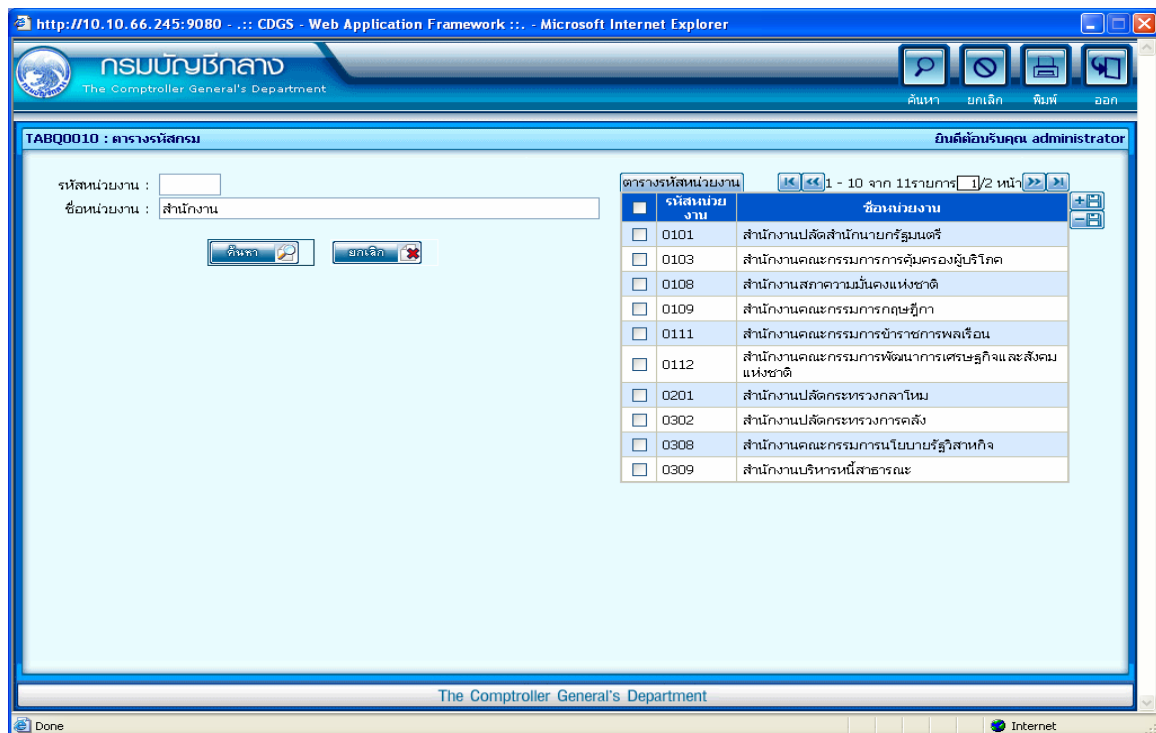 http://10.10.66.245:9080 - .:: CDGS - Web Application Framework ::. - Microsoft Internet Explorer
กรมบัญชีกลาง
The Comptroller General's Department
ค้นหา ยกเลิก พิมพ์ ออก
TABQ0010 : ตารางรหัสกรม
ยินดีต้อนรับคุณ administrator
รหัสหน่วยงาน :
ชื่อหน่วยงาน : สำนักงาน
ค้นหา ยกเลิก
ตารางรหัสหน่วยงาน 1 - 10 จาก 11รายการ 1/2 หน้า
รหัสหน่วยงาน ชื่อหน่วยงาน
0101 สำนักงานปลัดสำนักนายกรัฐมนตรี
0103 สำนักงานคณะกรรมการการคุ้มครองผู้บริโภค
0108 สำนักงานสภาความมั่นคงแห่งชาติ
0109 สำนักงานคณะกรรมการกฤษฎีกา
0111 สำนักงานคณะกรรมการข้าราชการพลเรือน
0112 สำนักงานคณะกรรมการพัฒนาการเศรษฐกิจและสังคม
แห่งชาติ
0201 สำนักงานปลัดกระทรวงกลาโหม
0302 สำนักงานปลัดกระทรวงการคลัง
0308 สำนักงานคณะกรรมการนโยบายรัฐวิสาหกิจ
0309 สำนักงานบริหารหนี้สาธารณะ
The Comptroller General's Department
Done
Internet